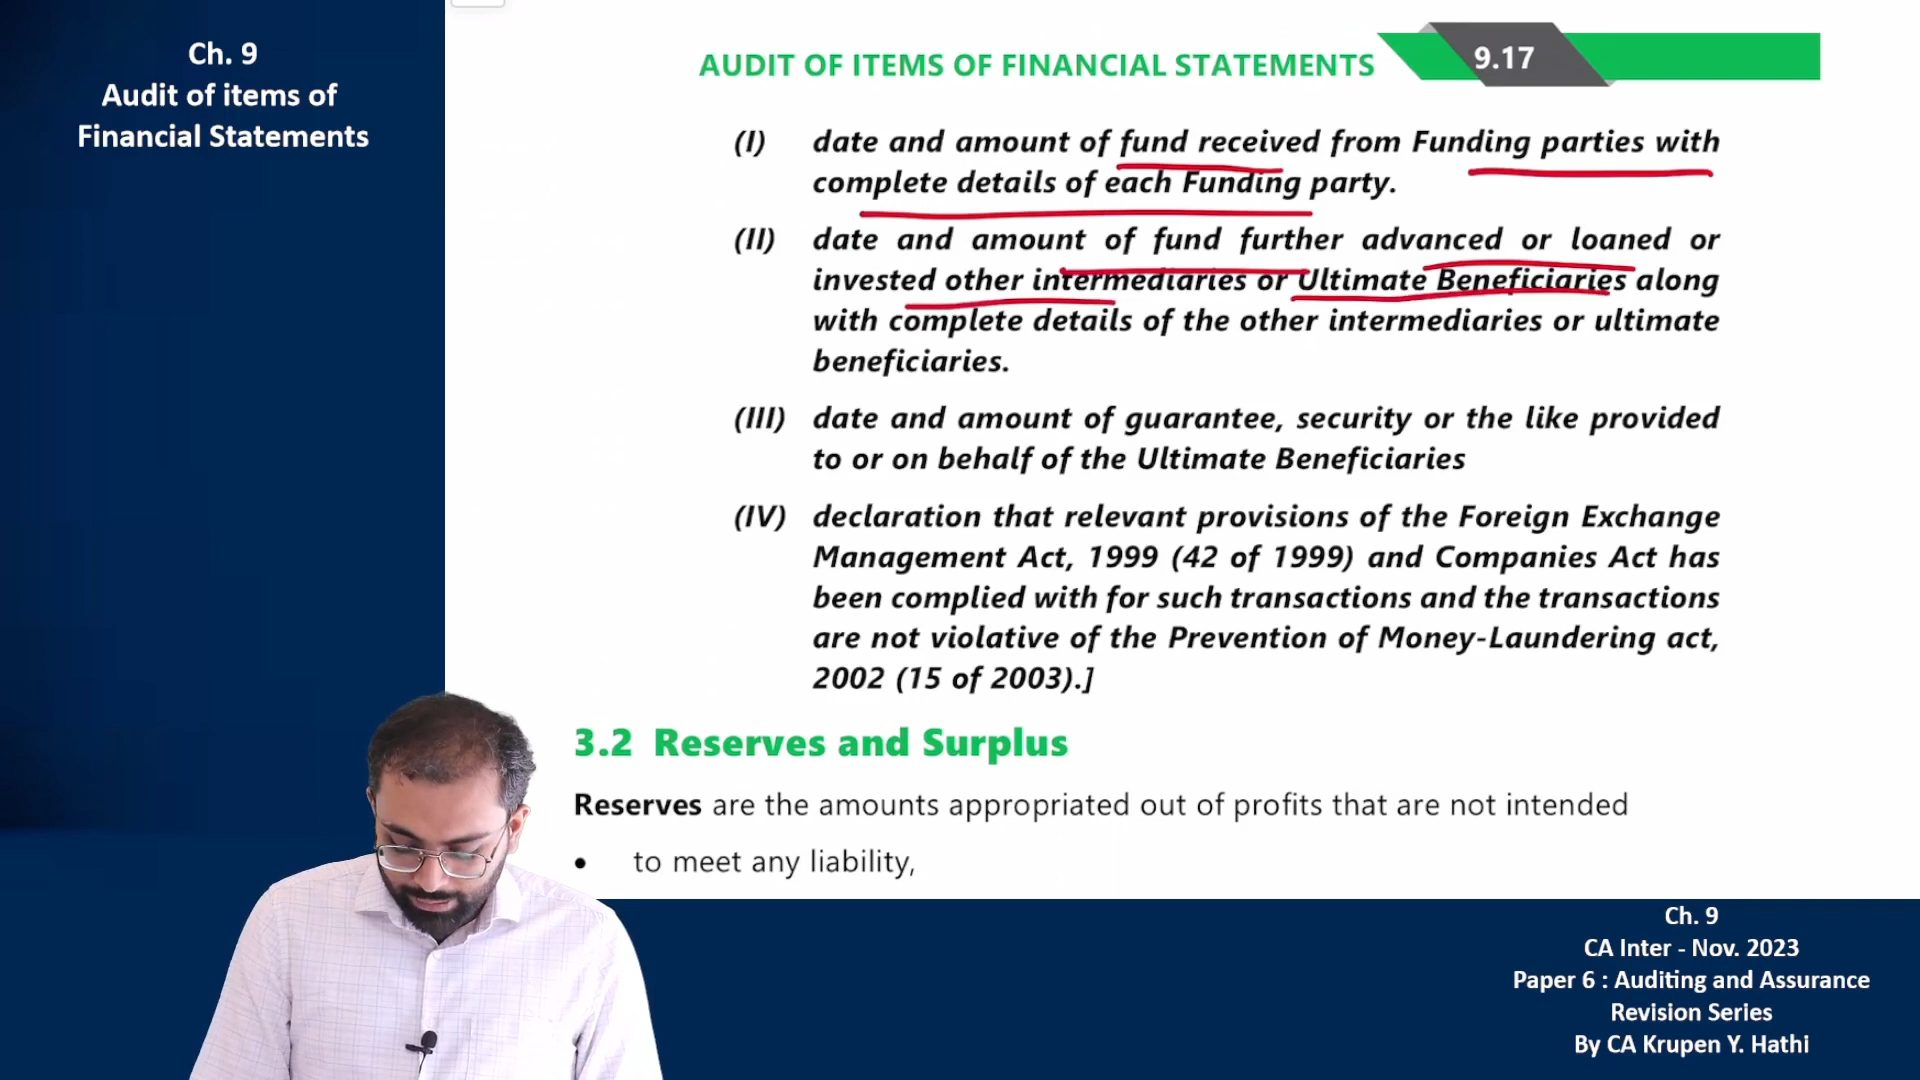 Ch. 9
Audit of items of
Financial Statements
AUDIT OF ITEMS OF FINANCIAL STATEMENTS
9.17
(I) date and amount of fund received from Funding parties with
complete details of each Funding party.
(II) date and amount of fund further advanced or loaned or
invested other intermediaries or Ultimate Beneficiaries along
with complete details of the other intermediaries or ultimate
beneficiaries.
(III) date and amount of guarantee, security or the like provided
to or on behalf of the Ultimate Beneficiaries
(IV) declaration that relevant provisions of the Foreign Exchange
Management Act, 1999 (42 of 1999) and Companies Act has
been complied with for such transactions and the transactions
are not violative of the Prevention of Money-Laundering act,
2002 (15 of 2003).]
3.2 Reserves and Surplus
Reserves are the amounts appropriated out of profits that are not intended
• to meet any liability,
Ch. 9
CA Inter - Nov. 2023
Paper 6 : Auditing and Assurance
Revision Series
By CA Krupen Y. Hathi